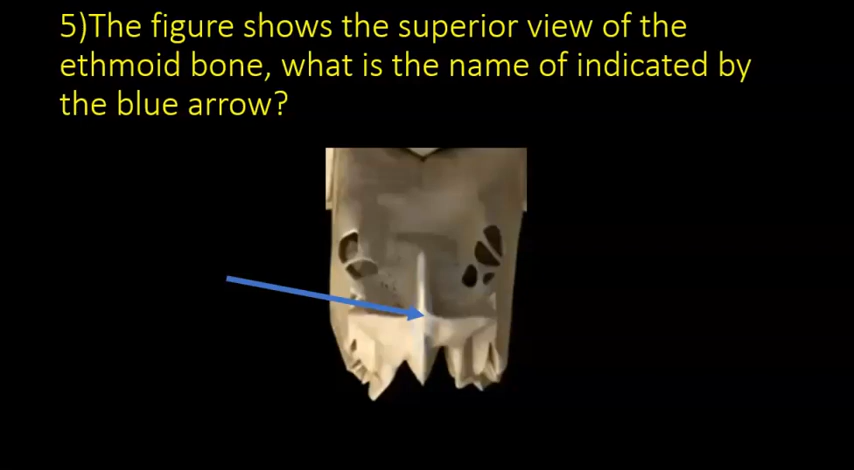 5)The figure shows the superior view of the
ethmoid bone, what is the name of indicated by
the blue arrow?